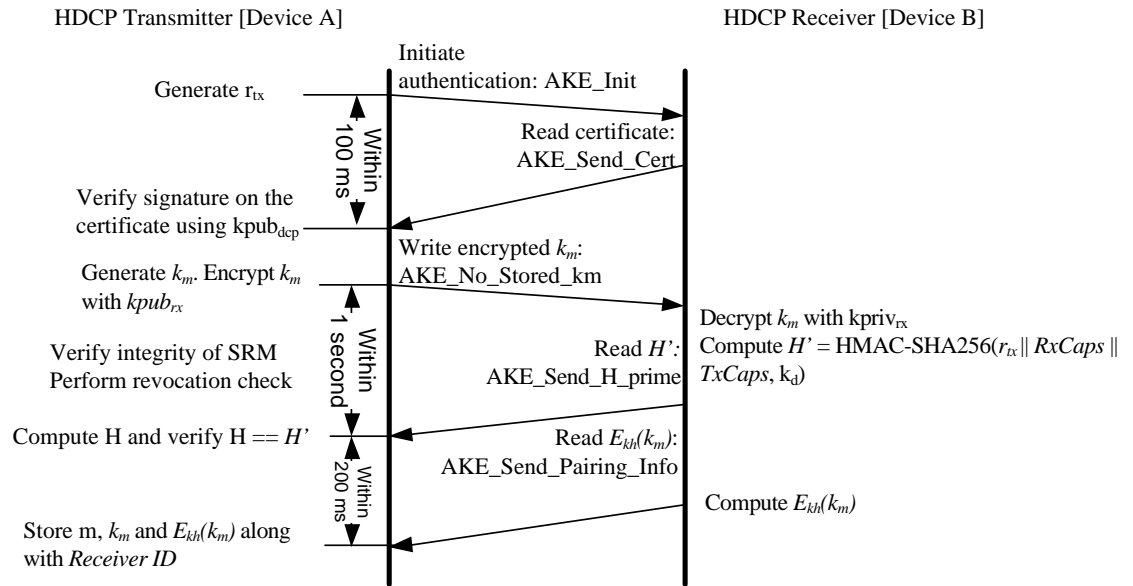 HDCP Transmitter [Device A]
HDCP Receiver [Device B]
Initiate
authentication: AKE_Init
Generate r_tx
Within
100 ms
Read certificate:
AKE_Send_Cert
Verify signature on the
certificate using kpub_dcp
Write encrypted k_m:
AKE_No_Stored_km
Generate k_m. Encrypt k_m
with kpub_rx
Within
1 second
Decrypt k_m with kpriv_rx
Compute H’ = HMAC-SHA256(r_tx || RxCaps ||
TxCaps, k_d)
Verify integrity of SRM
Perform revocation check
Read H’:
AKE_Send_H_prime
Compute H and verify H == H’
Within
200 ms
Read E_kh(k_m):
AKE_Send_Pairing_Info
Compute E_kh(k_m)
Store m, k_m and E_kh(k_m) along
with Receiver ID